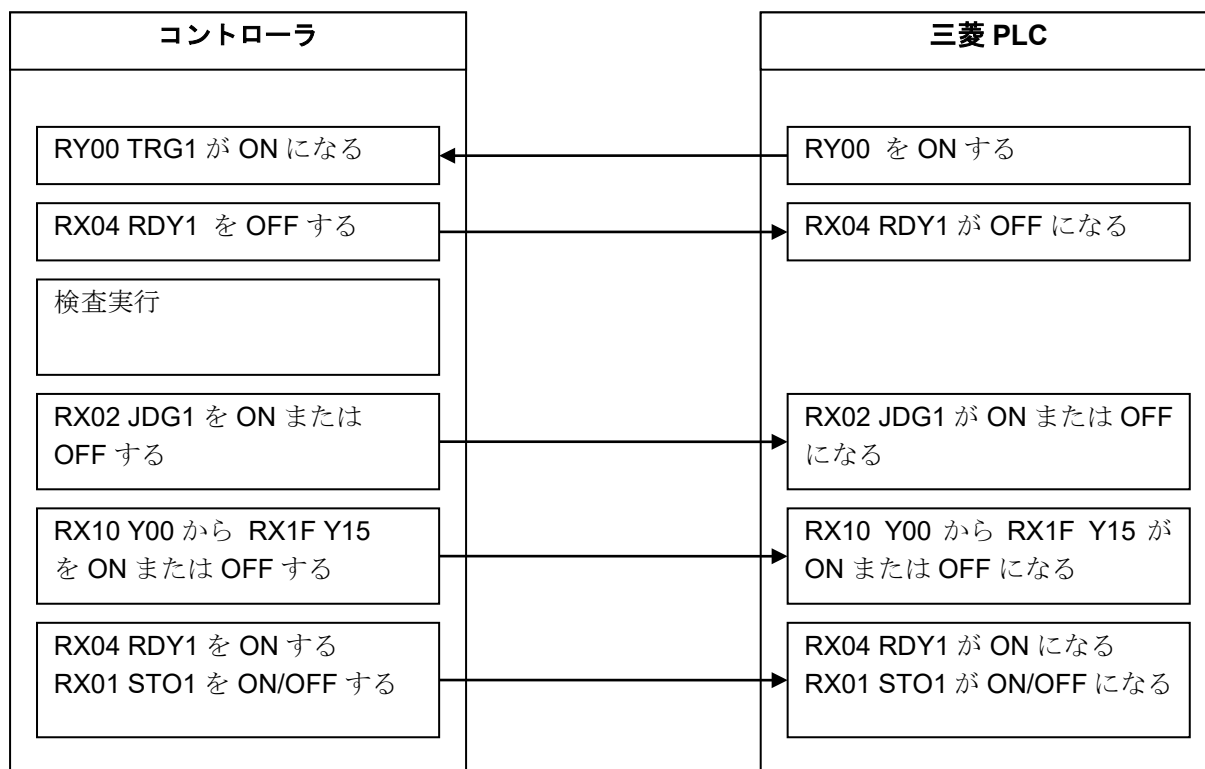 コントローラ
三菱 PLC
RY00 TRG1 が ON になる
RY00 を ON する
RX04 RDY1 を OFF する
RX04 RDY1 が OFF になる
検査実行
RX02 JDG1 を ON または
OFF する
RX02 JDG1 が ON または OFF
になる
RX10 Y00 から RX1F Y15
を ON または OFF する
RX10 Y00 から RX1F Y15 が
ON または OFF になる
RX04 RDY1 を ON する
RX01 STO1 を ON/OFF する
RX04 RDY1 が ON になる
RX01 STO1 が ON/OFF になる